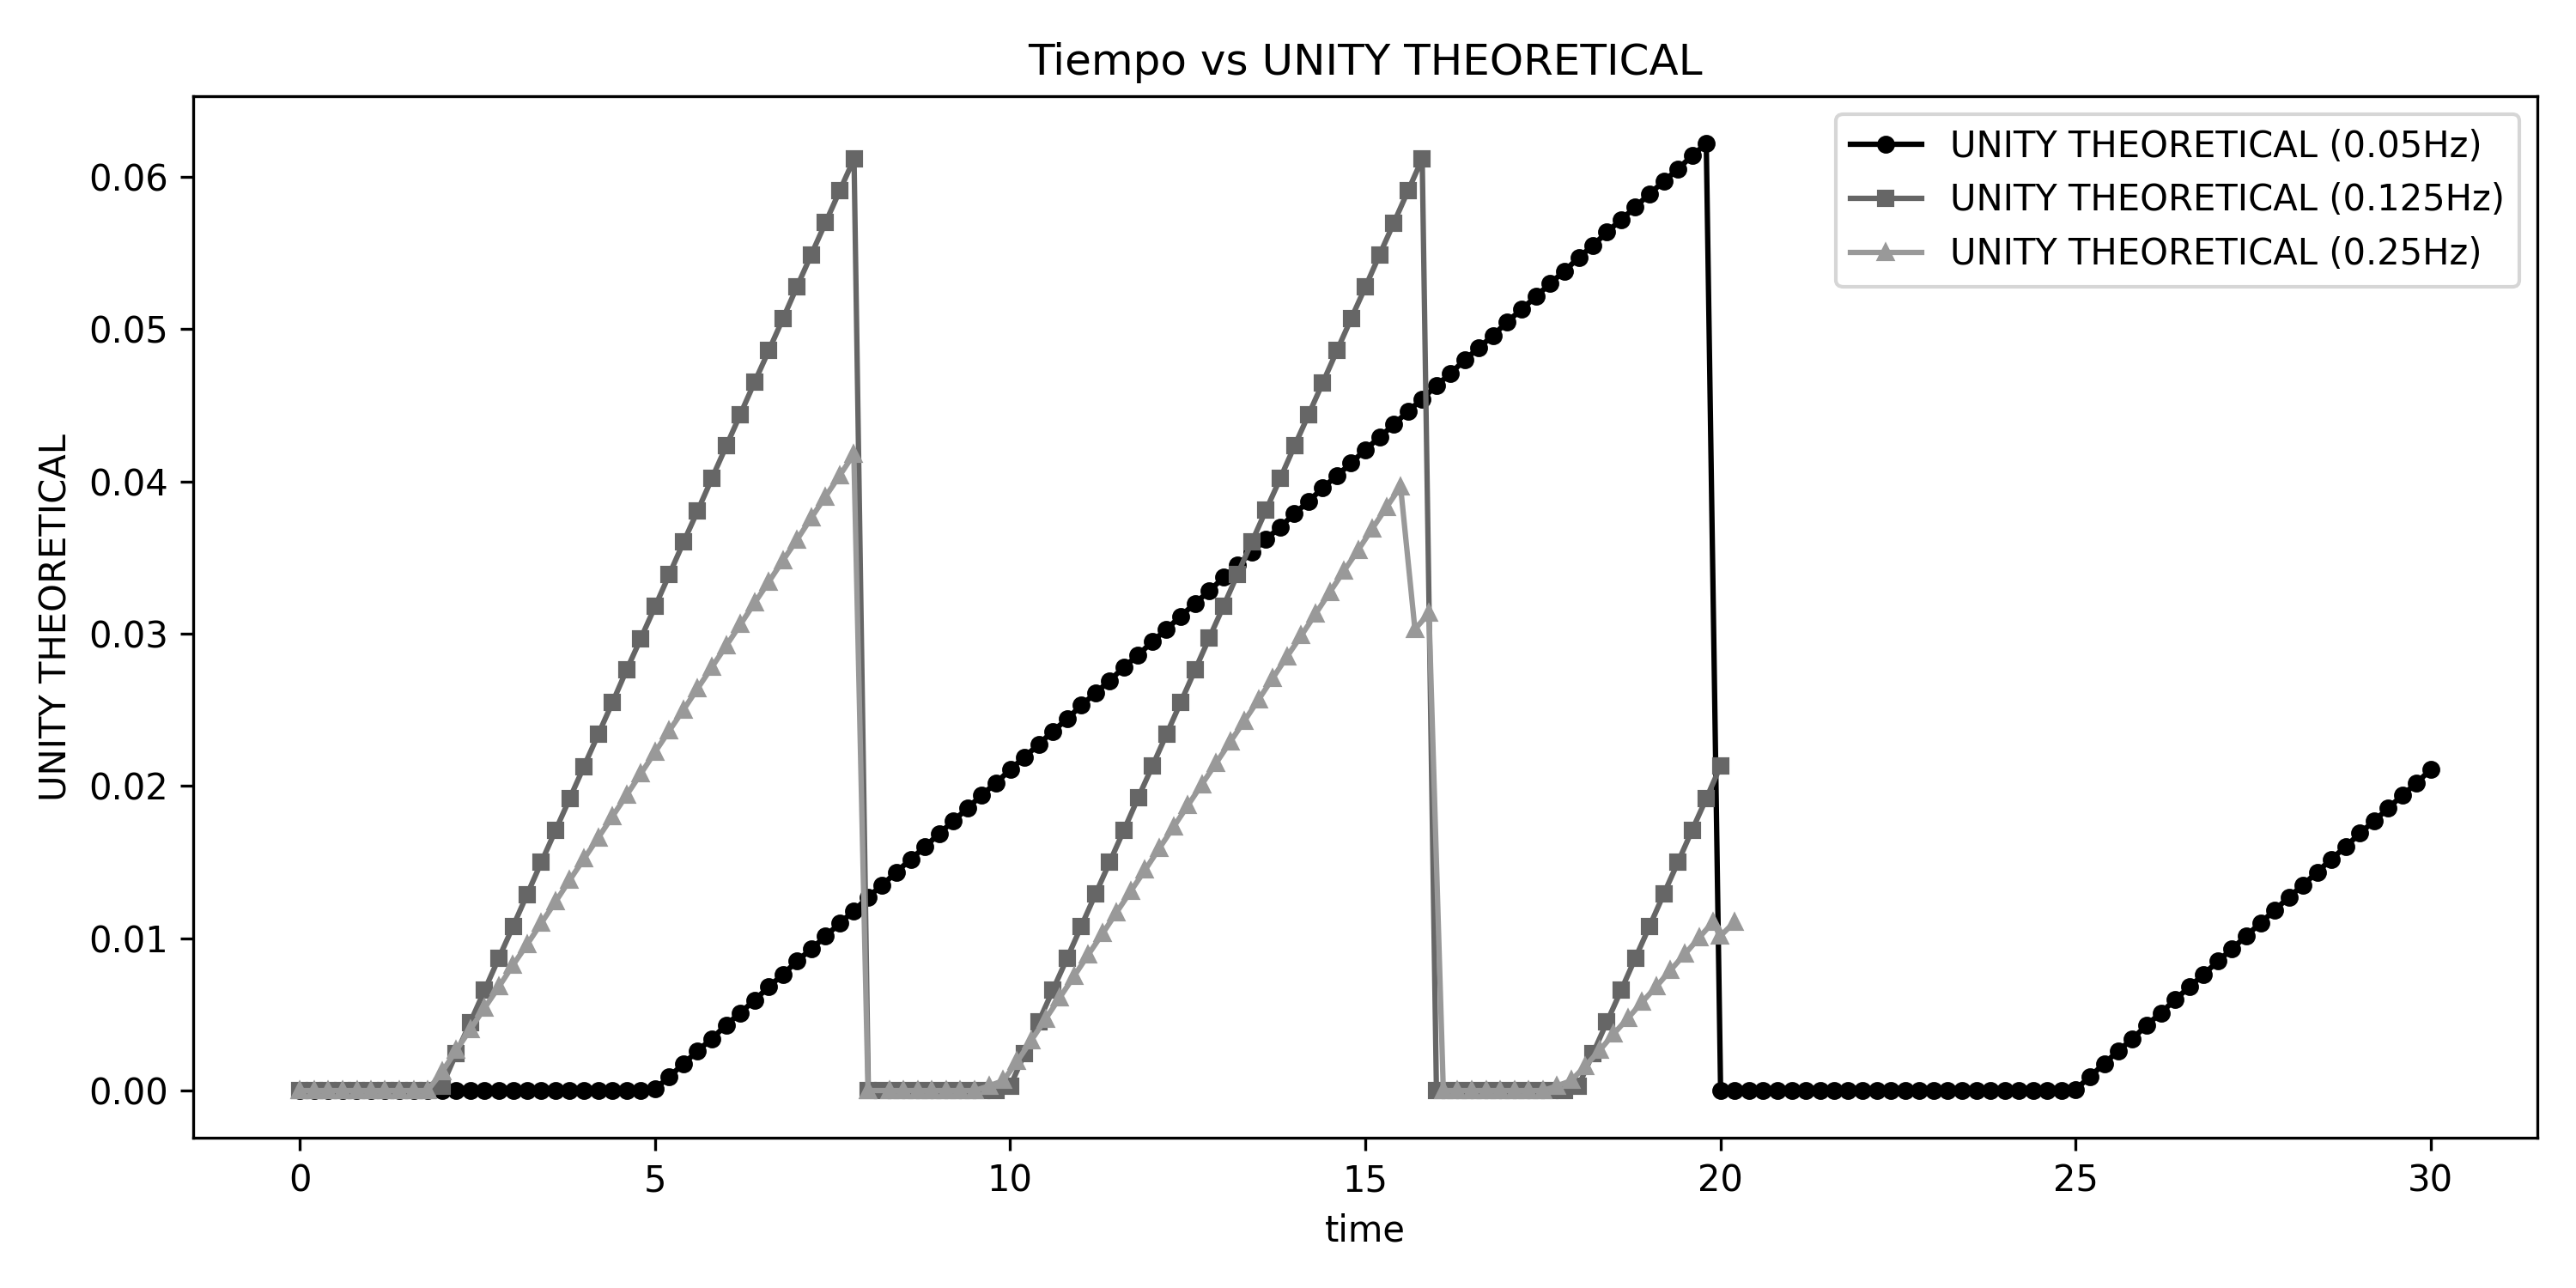 Tiempo vs UNITY THEORETICAL
UNITY THEORETICAL (0.05Hz)
UNITY THEORETICAL (0.125Hz)
UNITY THEORETICAL (0.25Hz)
UNITY THEORETICAL
0.06
0.05
0.04
0.03
0.02
0.01
0.00
0 5 10 15 20 25 30
time